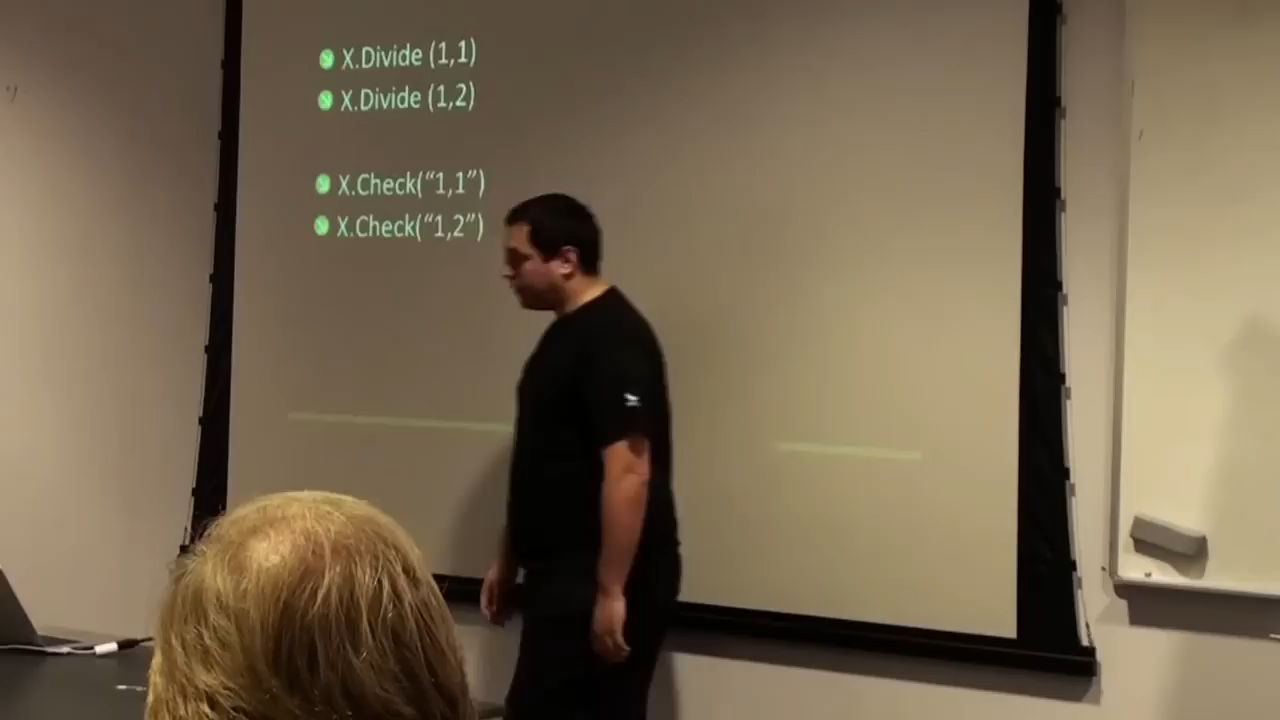 X.Divide (1,1)
X.Divide (1,2)
X.Check(“1,1”)
X.Check(“1,2”)